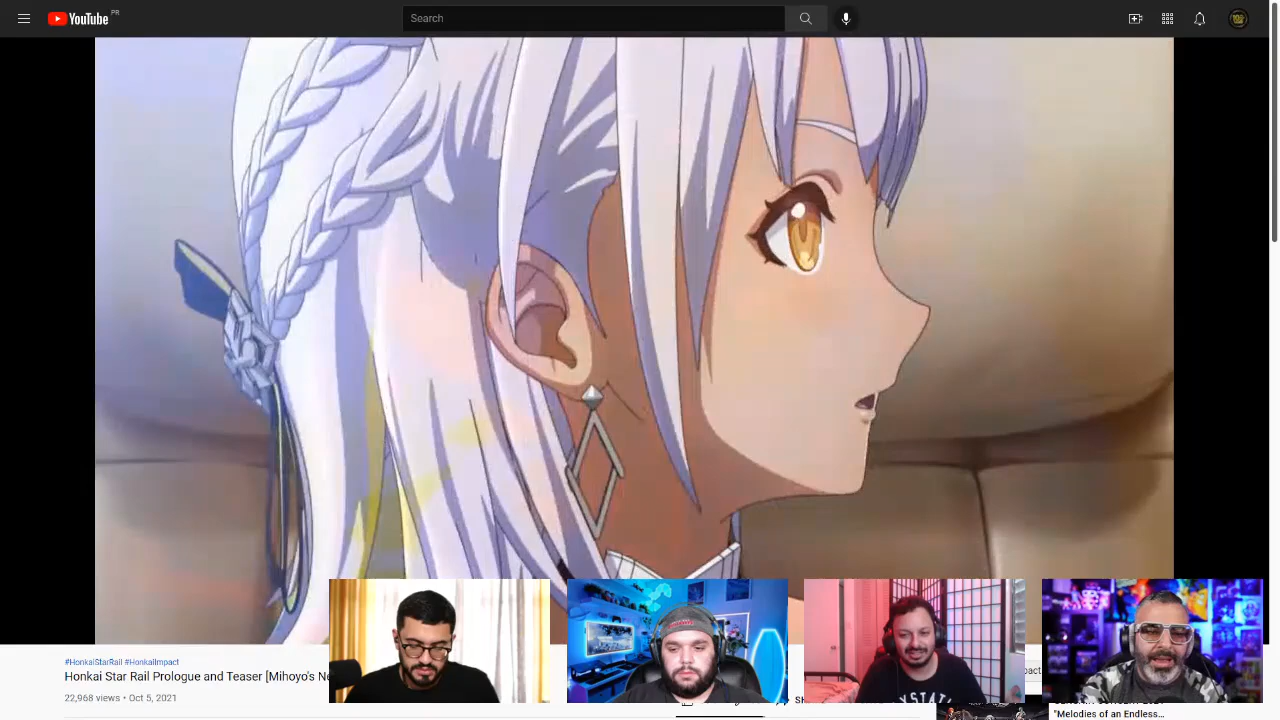 YouTube PR
Search
#HonkaiStarRail #HonkaiImpact
Honkai Star Rail Prologue and Teaser [Mihoyo's
22,968 views • Oct 5, 2021
"Melodies of an Endless...